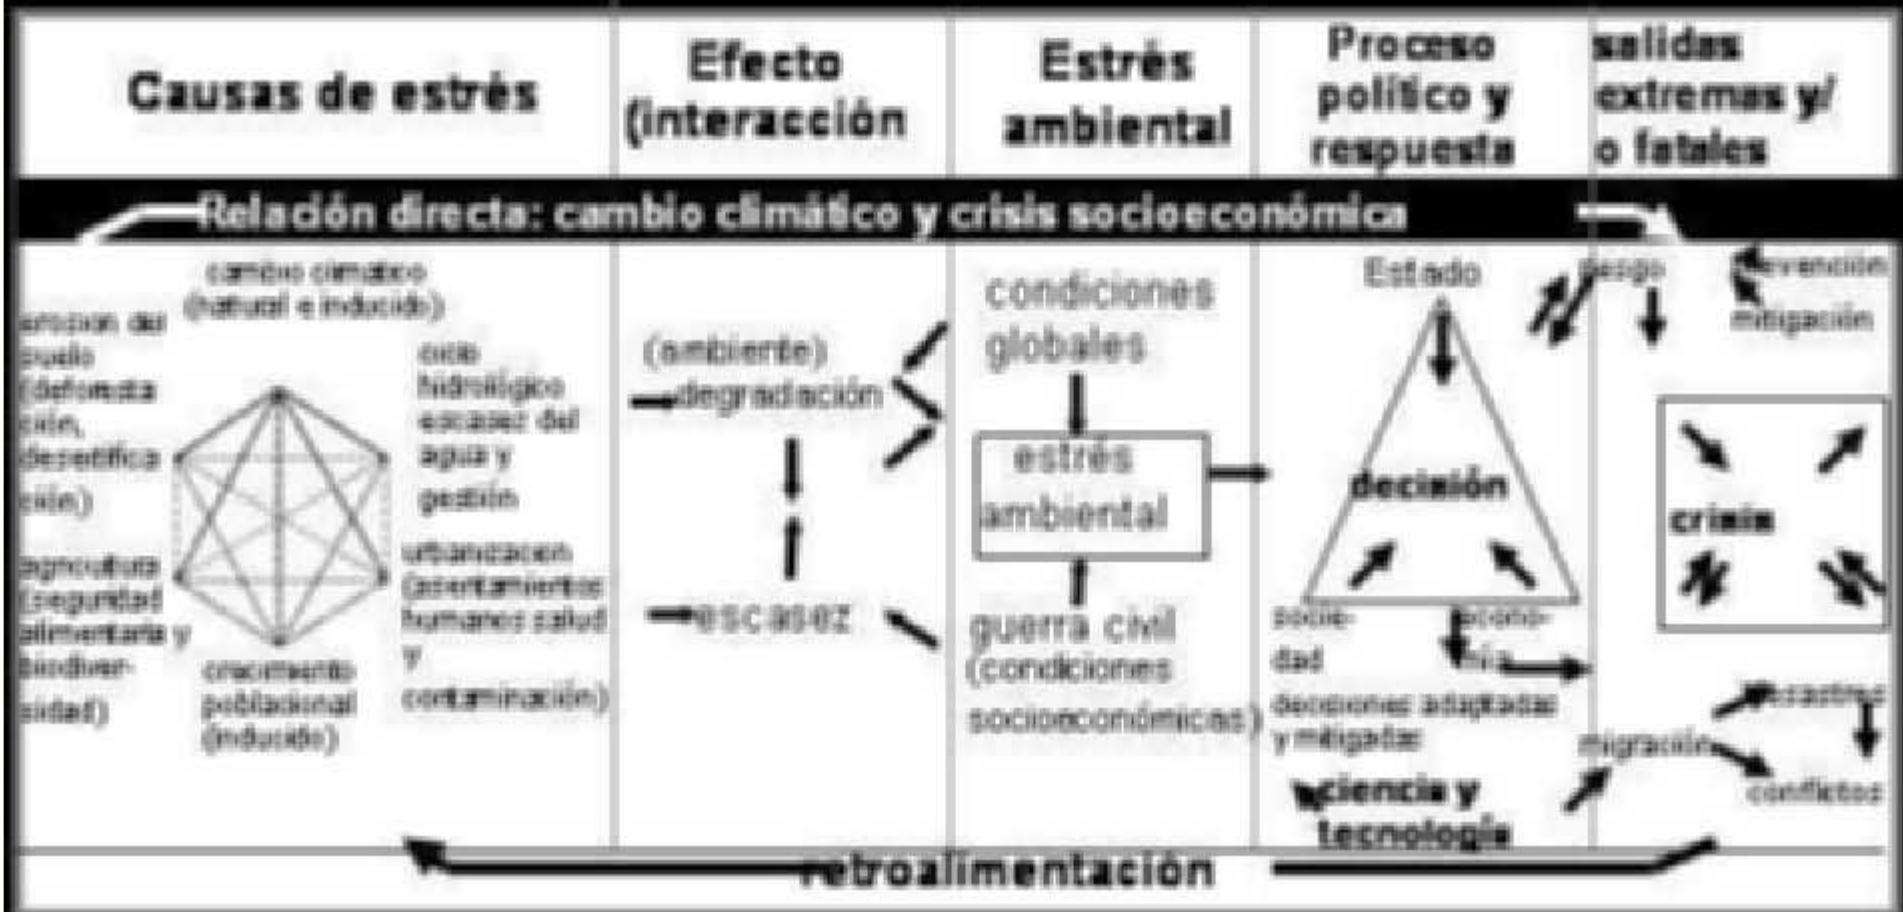 Causas de estrés
Efecto
(interacción
Estrés
ambiental
Proceso
político y
respuesta
salidas
extremas y/
o fatales
Relación directa: cambio climático y crisis socioeconómica
cambio climatico
(natural e inducido)
erosion del
suelo
(deforesta
ción,
desertifica
ción)
ciclo
hidrológico
escasez del
agua y
gestión
agricultura
(seguridad
alimentaria y
biodiver-
sidad)
urbanizacion
(asentamientos
humanos salud
y
contaminación)
crecimiento
poblacional
(inducido)
(ambiente)
degradación
escasez
condiciones
globales
estrés
ambiental
guerra civil
(condiciones
socioeconómicas)
Estado
decisión
socie-
dad
econo-
mía
decisiones adaptadas
y mitigadas
ciencia y
tecnología
riesgo
prevención
mitigación
crisis
migración
desastres
conflictos
retroalimentación